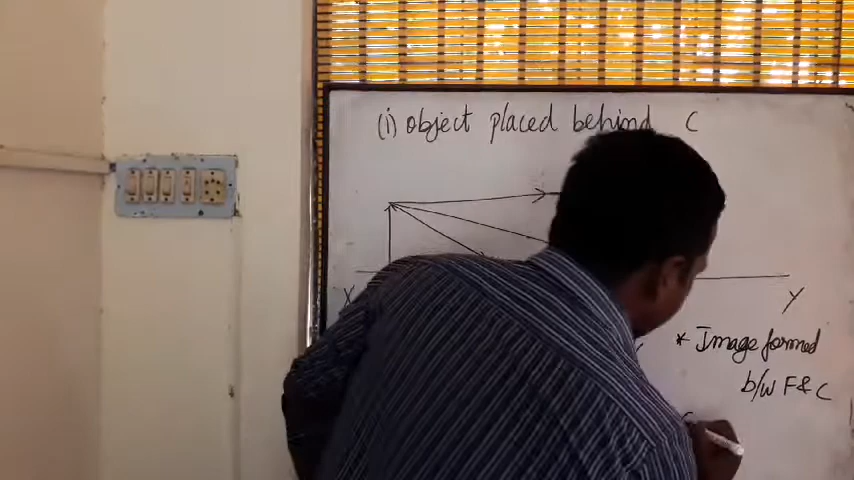 (i) object placed behind C
X
Y
* Image formed
b/w F & C